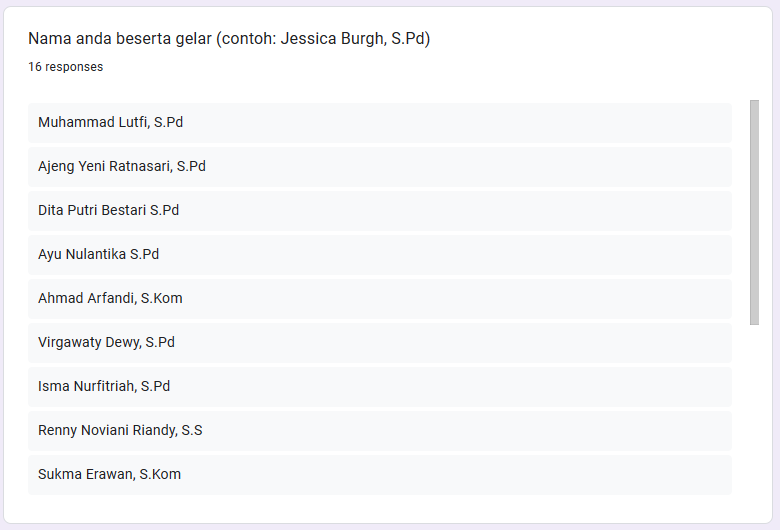 Nama anda beserta gelar (contoh: Jessica Burgh, S.Pd)
16 responses
Muhammad Lutfi, S.Pd
Ajeng Yeni Ratnasari, S.Pd
Dita Putri Bestari S.Pd
Ayu Nulantika S.Pd
Ahmad Arfandi, S.Kom
Virgawaty Dewy, S.Pd
Isma Nurfitriah, S.Pd
Renny Noviani Riandy, S.S
Sukma Erawan, S.Kom